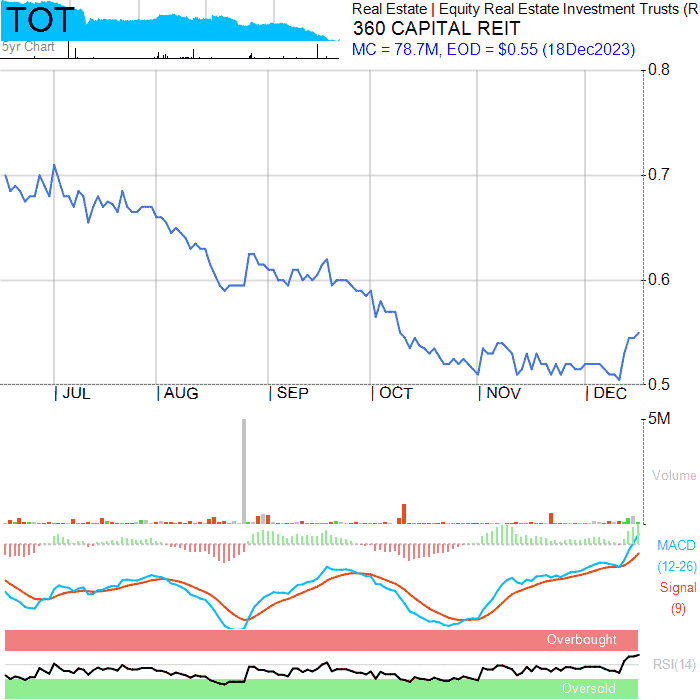 TOT
5yr Chart
Real Estate | Equity Real Estate Investment Trusts (R
360 CAPITAL REIT
MC = 78.7M, EOD = $0.55 (18Dec2023)
0.8
0.7
0.6
0.5
| JUL | AUG | SEP | OCT | NOV | DEC
5M
Volume
MACD
(12-26)
Signal
(9)
Overbought
RSI(14)
Oversold